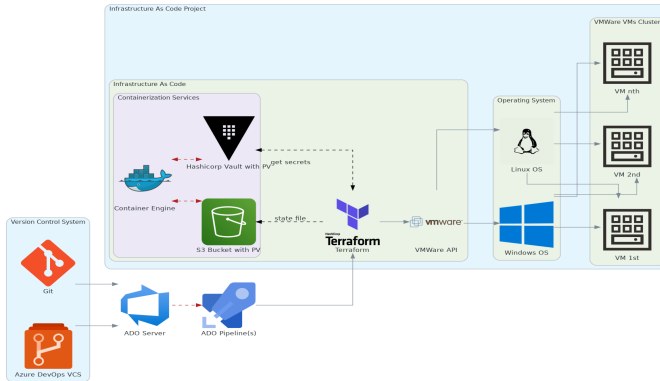 Infrastructure As Code Project
VMWare VMs Cluster
VM nth
VM 2nd
VM 1st
Infrastructure As Code
Containerization Services
Hashicorp Vault with PV
Container Engine
S3 Bucket with PV
get secrets
state file
HashiCorp
Terraform
Terraform
vmware
VMWare API
Operating System
Linux OS
Windows OS
Version Control System
Git
Azure DevOps VCS
ADO Server
ADO Pipeline(s)